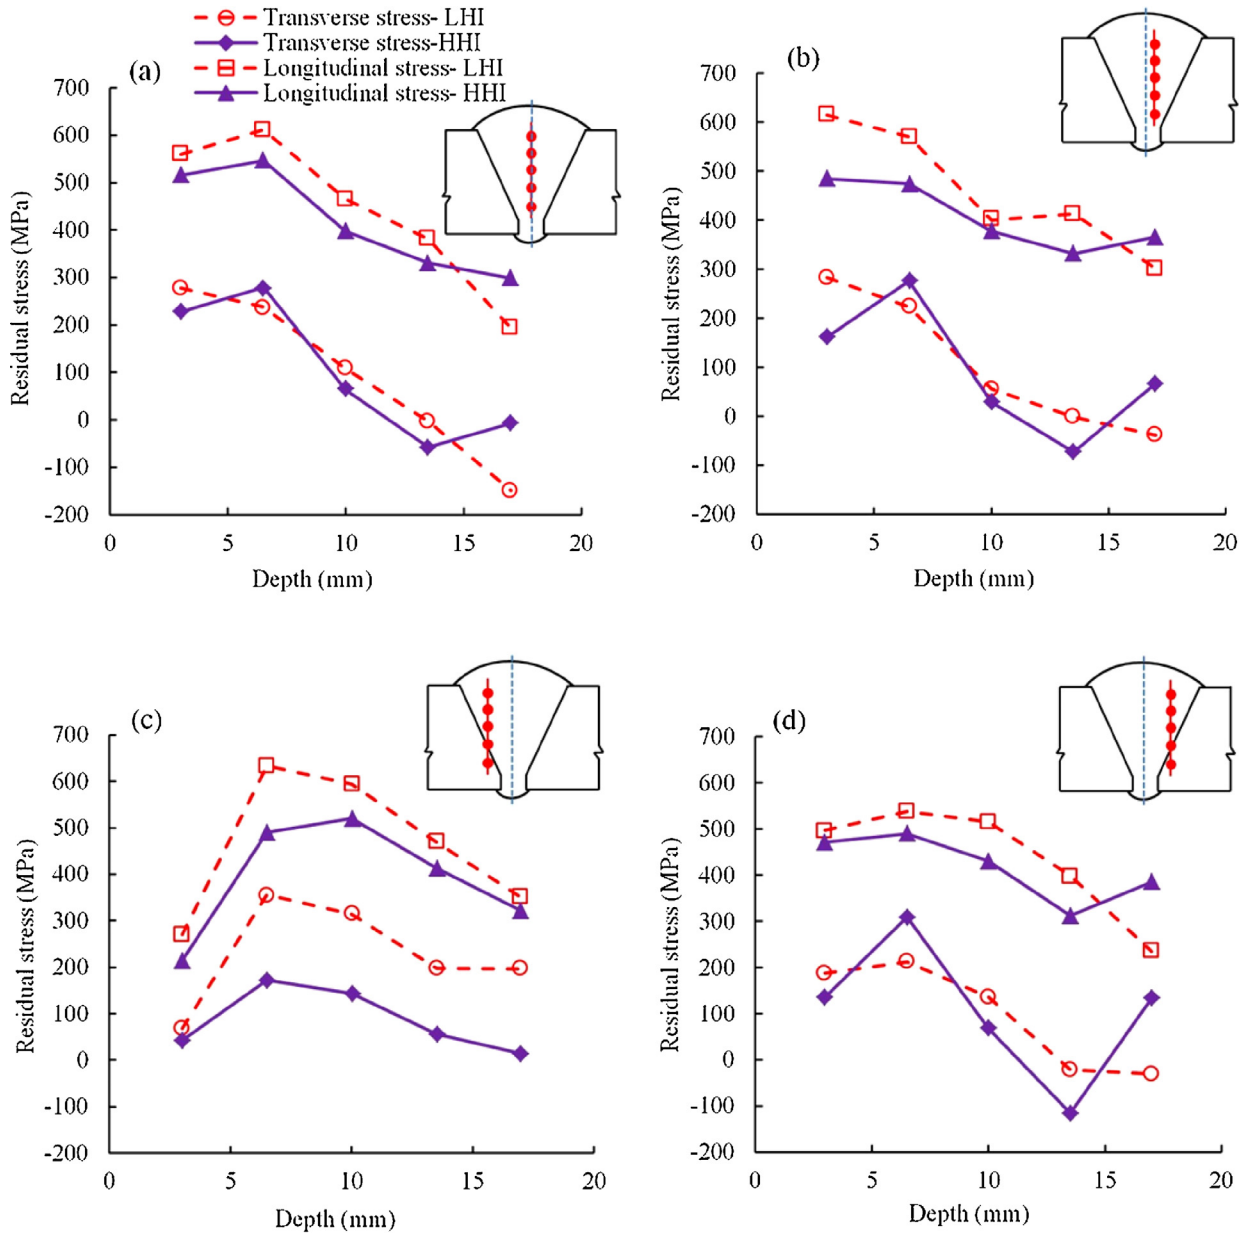 Transverse stress- LHI
Transverse stress-HHI
Longitudinal stress- LHI
Longitudinal stress- HHI
(a)
700
600
500
400
300
200
100
0
-100
-200
0 5 10 15 20
Residual stress (MPa)
Depth (mm)
(b)
700
600
500
400
300
200
100
0
-100
-200
0 5 10 15 20
Residual stress (MPa)
Depth (mm)
(c)
700
600
500
400
300
200
100
0
-100
-200
0 5 10 15 20
Residual stress (MPa)
Depth (mm)
(d)
700
600
500
400
300
200
100
0
-100
-200
0 5 10 15 20
Residual stress (MPa)
Depth (mm)